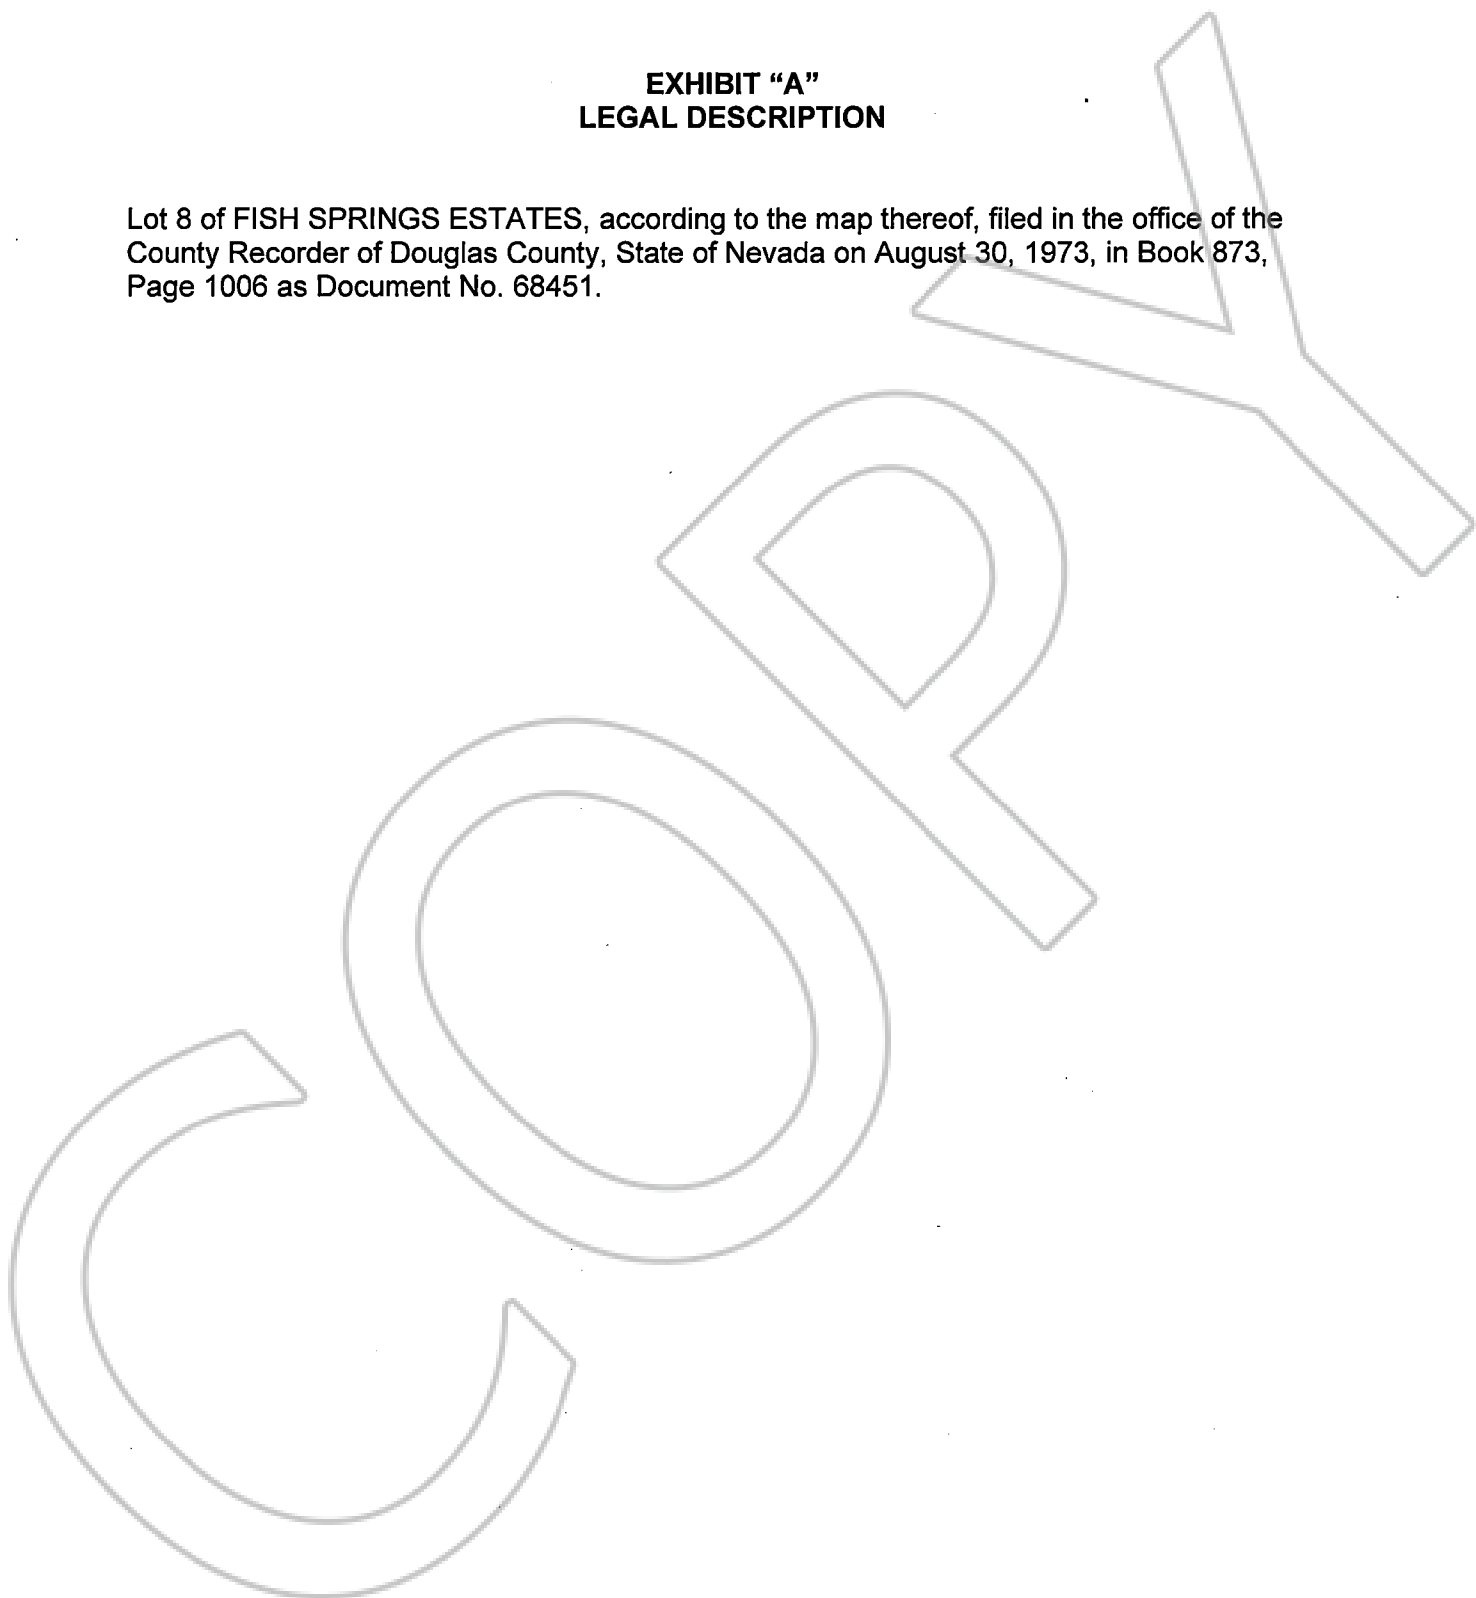 EXHIBIT “A”
LEGAL DESCRIPTION
Lot 8 of FISH SPRINGS ESTATES, according to the map thereof, filed in the office of the
County Recorder of Douglas County, State of Nevada on August 30, 1973, in Book 873,
Page 1006 as Document No. 68451.
COPY